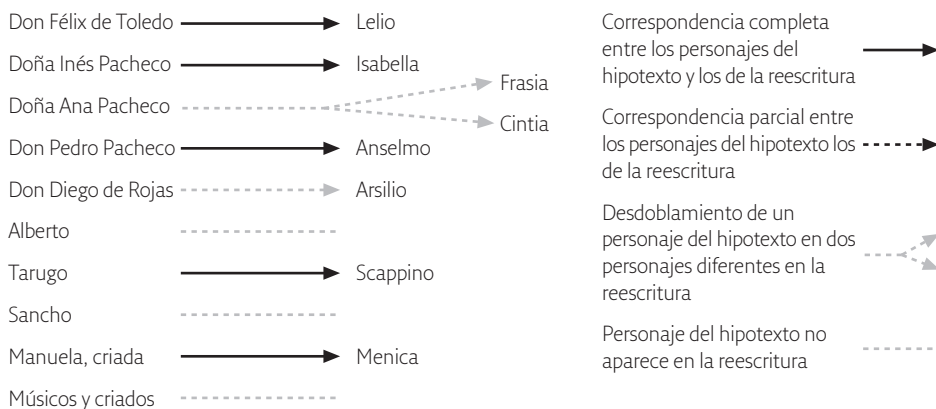 Don Félix de Toledo Lelio
Doña Inés Pacheco Isabella
Doña Ana Pacheco Frasia
Cintia
Don Pedro Pacheco Anselmo
Don Diego de Rojas Arsilio
Alberto
Tarugo Scappino
Sancho
Manuela, criada Menica
Músicos y criados
Correspondencia completa
entre los personajes del
hipotexto y los de la reescritura
Correspondencia parcial entre
los personajes del hipotexto los
de la reescritura
Desdoblamiento de un
personaje del hipotexto en dos
personajes diferentes en la
reescritura
Personaje del hipotexto no
aparece en la reescritura